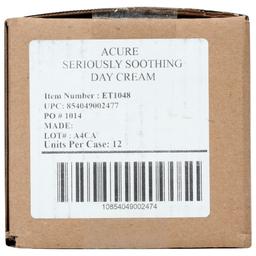 ACURE
SERIOUSLY SOOTHING
DAY CREAM
Item Number : ET1048
UPC: 854049002477
PO # 1014
MADE:
LOT#: A4CA
Units Per Case: 12
10854049002474